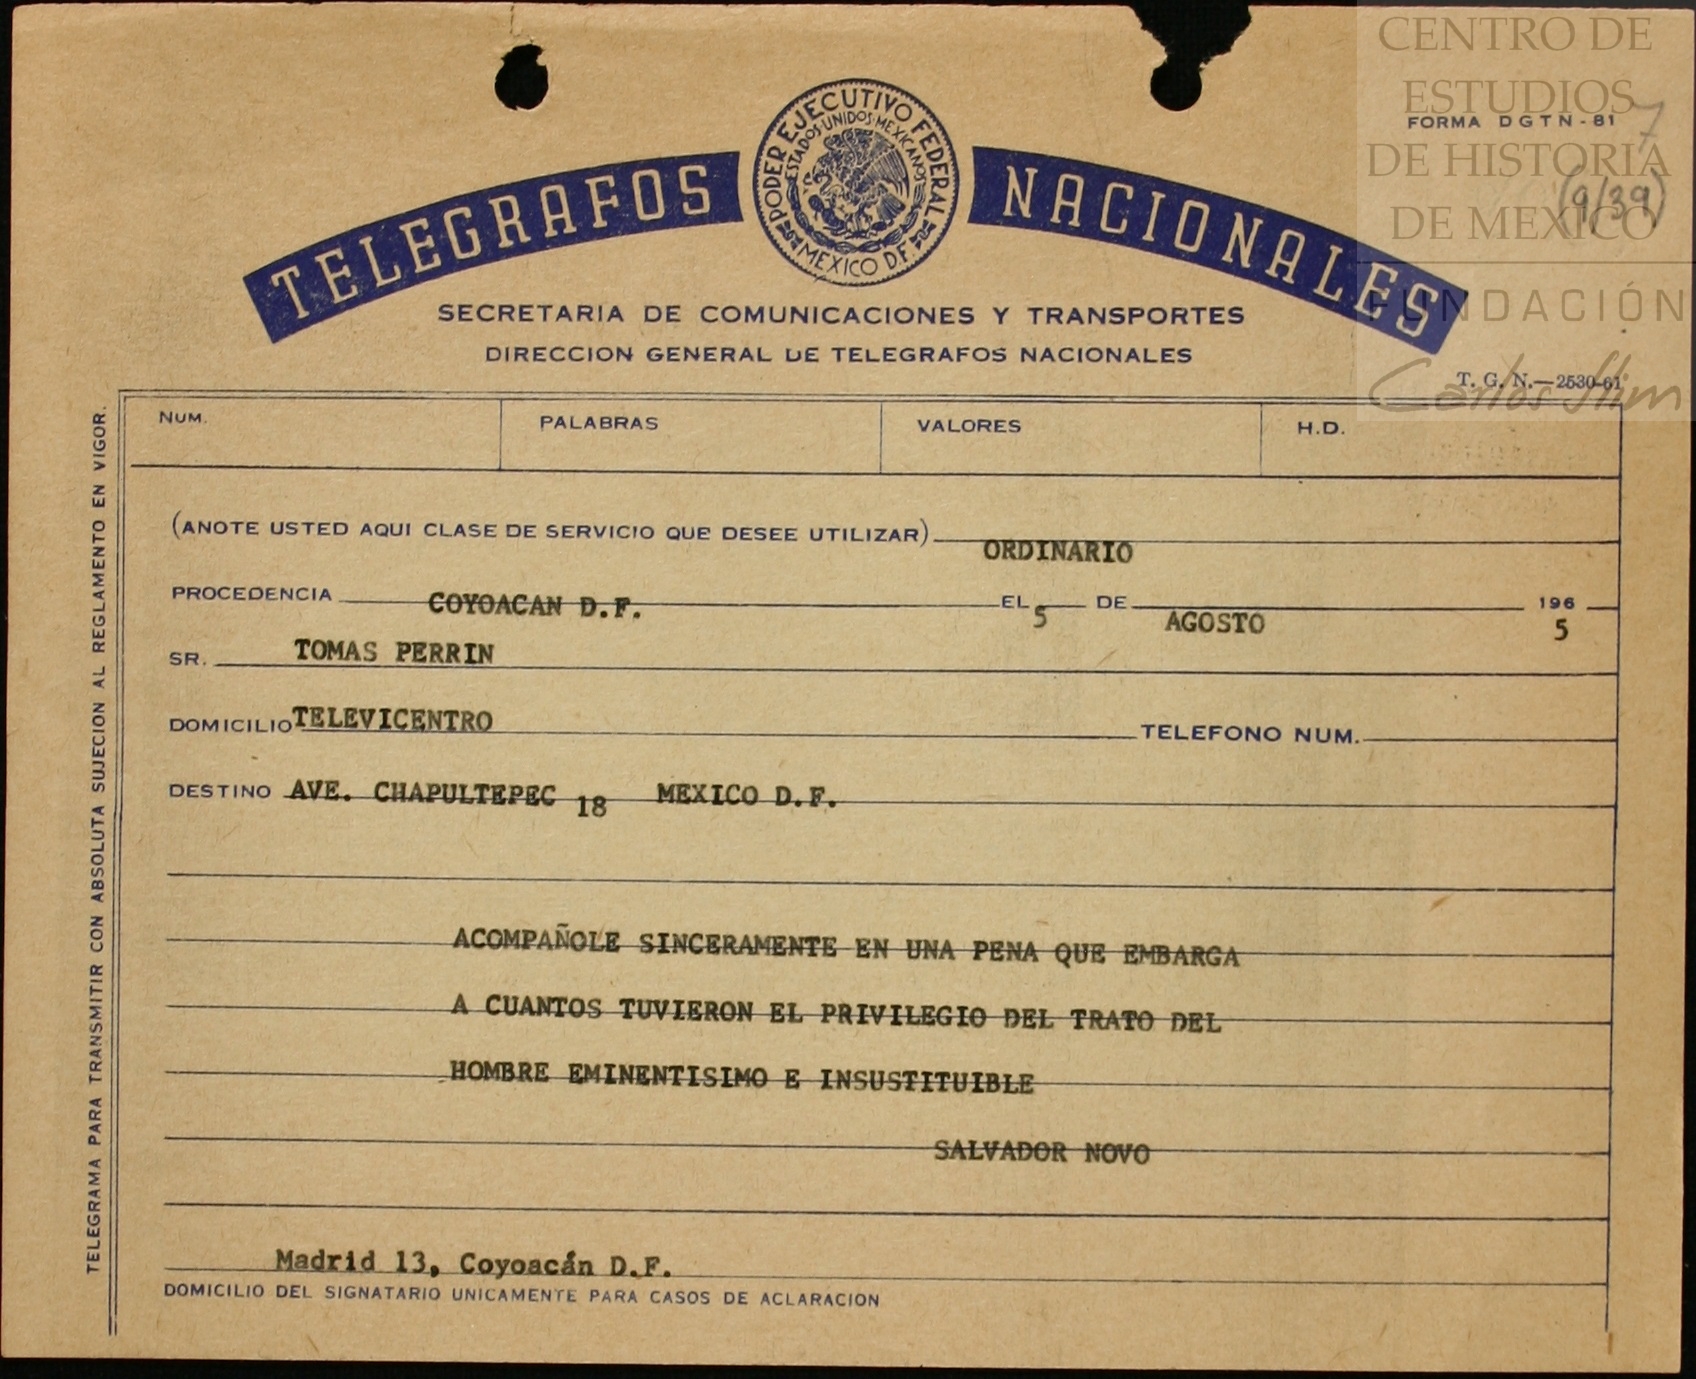 CENTRO DE
ESTUDIOS
DE HISTORIA
DE MEXICO
FUNDACIÓN
Carlos Slim
FORMA DGTN-81
7
(9/39)
TELEGRAFOS NACIONALES
PODER EJECUTIVO FEDERAL
ESTADOS UNIDOS MEXICANOS
MEXICO D.F.
SECRETARIA DE COMUNICACIONES Y TRANSPORTES
DIRECCION GENERAL DE TELEGRAFOS NACIONALES
T. G. N.—2530-61
NUM. PALABRAS VALORES H.D.
(ANOTE USTED AQUI CLASE DE SERVICIO QUE DESEE UTILIZAR) ORDINARIO
PROCEDENCIA COYOACAN D.F. EL 5 DE AGOSTO 196 5
SR. TOMAS PERRIN
DOMICILIO TELEVICENTRO TELEFONO NUM.
DESTINO AVE. CHAPULTEPEC 18 MEXICO D.F.
ACOMPAÑOLE SINCERAMENTE EN UNA PENA QUE EMBARGA
A CUANTOS TUVIERON EL PRIVILEGIO DEL TRATO DEL
HOMBRE EMINENTISIMO E INSUSTITUIBLE
SALVADOR NOVO
Madrid 13, Coyoacán D.F.
DOMICILIO DEL SIGNATARIO UNICAMENTE PARA CASOS DE ACLARACION
TELEGRAMA PARA TRANSMITIR CON ABSOLUTA SUJECION AL REGLAMENTO EN VIGOR.